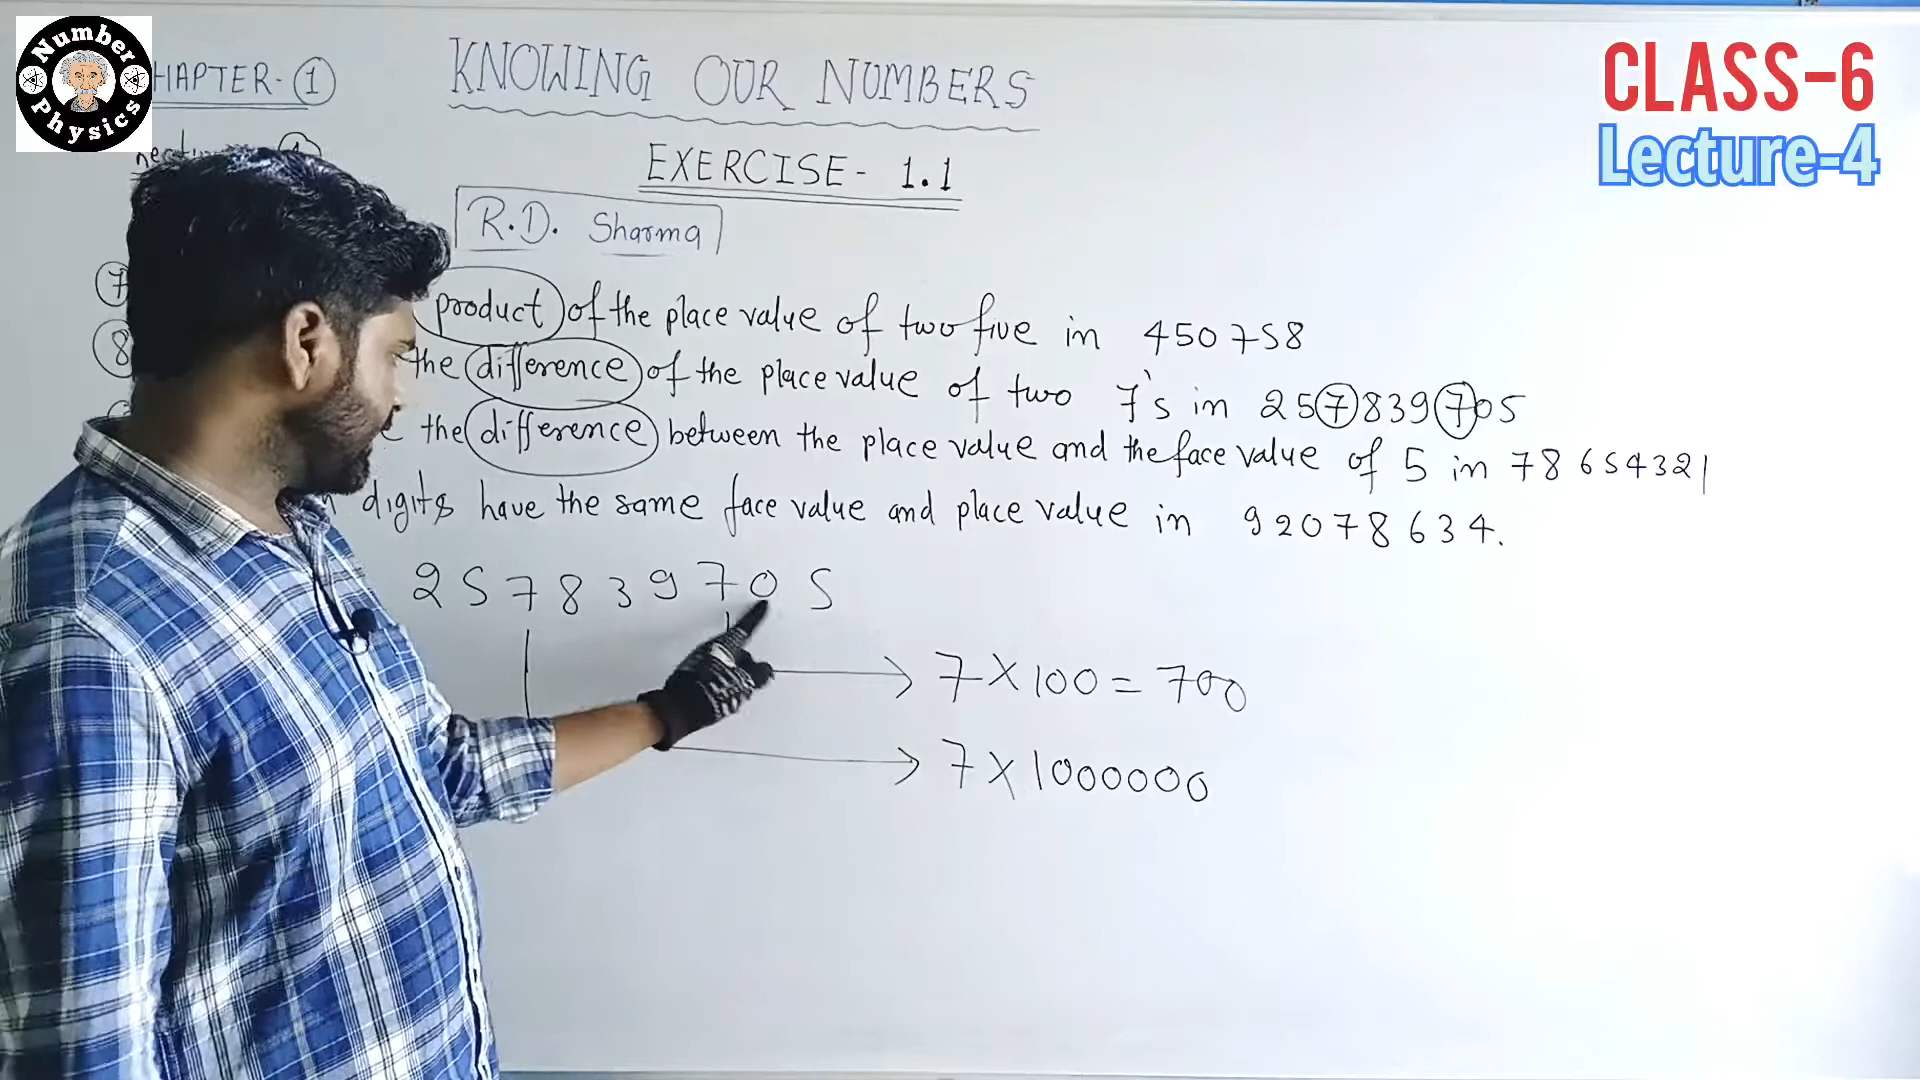 Number Physics
HAPTER- 1
KNOWING OUR NUMBERS
CLASS-6
Lecture-4
EXERCISE- 1.1
R.D. Sharma
7 product of the place value of two five in 450758
8 the difference of the place value of two 7's in 257839705
the difference between the place value and the face value of 5 in 78654321
digits have the same face value and place value in 92078634.
257839705
7×100=700
7×1000000